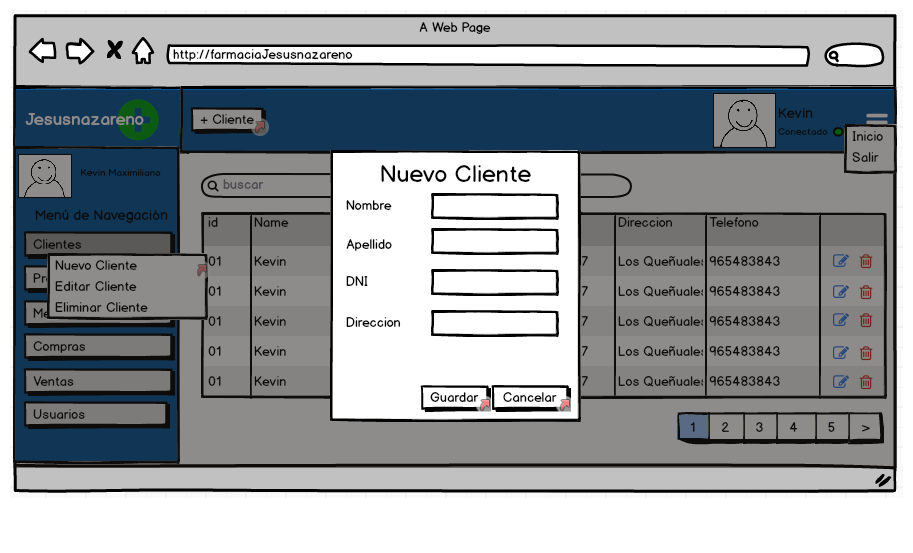 A Web Page
http://farmaciaJesusnazareno
Jesusnazareno
+ Cliente
Kevin
Conectado
Inicio
Salir
Kevin Maximiliano
Menú de Navegación
Clientes
Nuevo Cliente
Editar Cliente
Eliminar Cliente
Pr
Me
Compras
Ventas
Usuarios
buscar
id Name Direccion Telefono
01 Kevin 7 Los Queñuales 965483843
01 Kevin 7 Los Queñuales 965483843
01 Kevin 7 Los Queñuales 965483843
01 Kevin 7 Los Queñuales 965483843
01 Kevin 7 Los Queñuales 965483843
Nuevo Cliente
Nombre
Apellido
DNI
Direccion
Guardar Cancelar
1 2 3 4 5 >